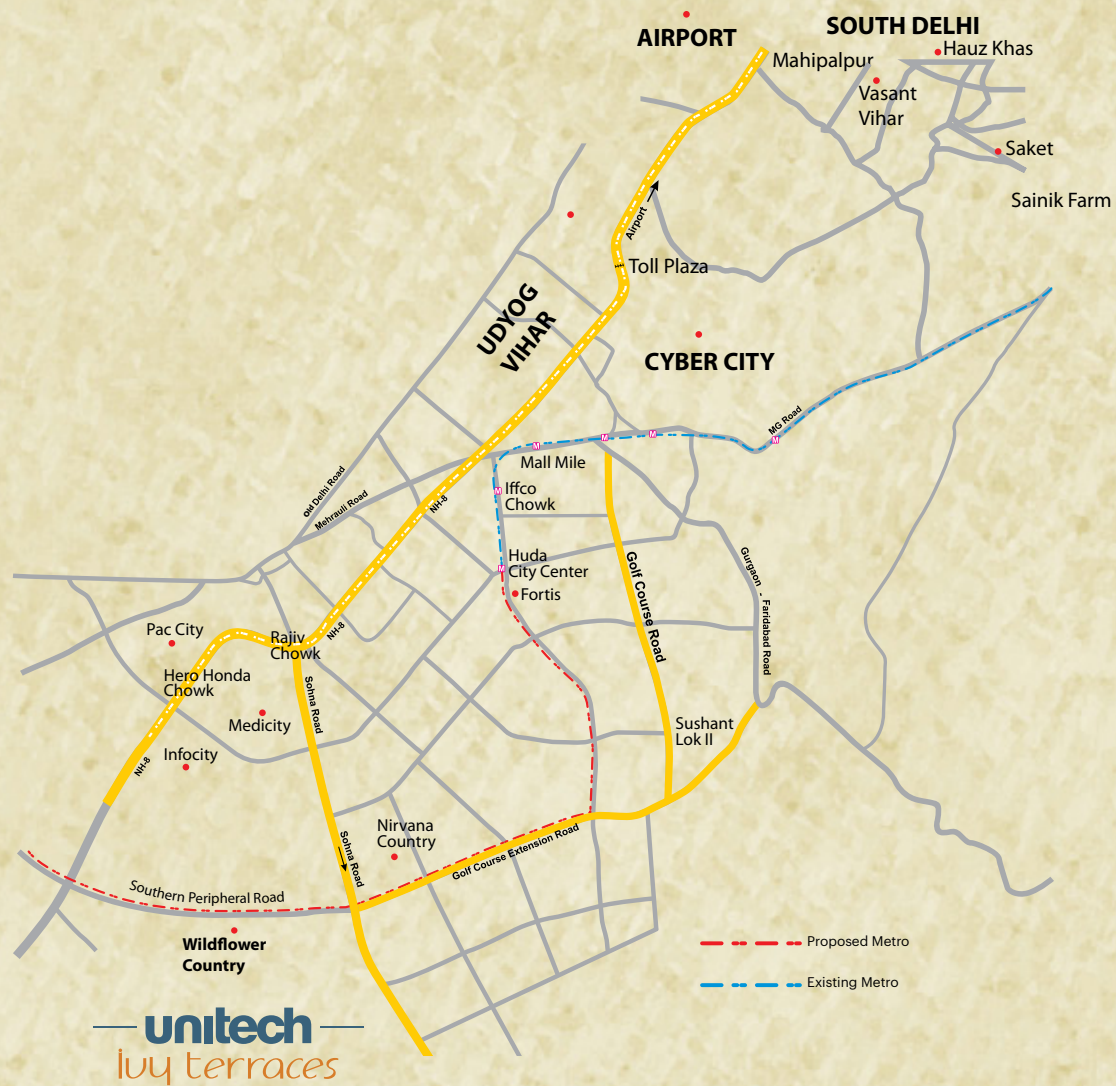 SOUTH DELHI
AIRPORT
Hauz Khas
Mahipalpur
Vasant
Vihar
Saket
Sainik Farm
Airport
Toll Plaza
UDYOG
VIHAR
CYBER CITY
MG Road
M
M
M
M
Mall Mile
old Delhi Road
Mehrauli Road
NH-8
M
Iffco
Chowk
Huda
City Center
M
Fortis
Golf Course Road
Gurgaon - Faridabad Road
Pac City
Rajiv
Chowk
NH-8
Hero Honda
Chowk
Sohna Road
Medicity
Sushant
Lok II
Infocity
NH-8
Nirvana
Country
Sohna Road
Golf Course Extension Road
Southern Peripheral Road
Wildflower
Country
Proposed Metro
Existing Metro
unitech
ivy terraces